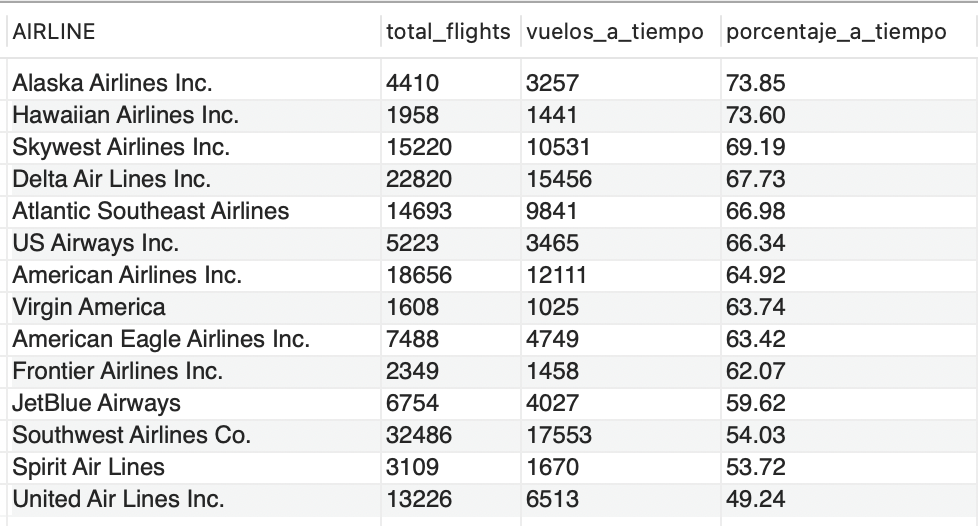 AIRLINE total_flights vuelos_a_tiempo porcentaje_a_tiempo
Alaska Airlines Inc. 4410 3257 73.85
Hawaiian Airlines Inc. 1958 1441 73.60
Skywest Airlines Inc. 15220 10531 69.19
Delta Air Lines Inc. 22820 15456 67.73
Atlantic Southeast Airlines 14693 9841 66.98
US Airways Inc. 5223 3465 66.34
American Airlines Inc. 18656 12111 64.92
Virgin America 1608 1025 63.74
American Eagle Airlines Inc. 7488 4749 63.42
Frontier Airlines Inc. 2349 1458 62.07
JetBlue Airways 6754 4027 59.62
Southwest Airlines Co. 32486 17553 54.03
Spirit Air Lines 3109 1670 53.72
United Air Lines Inc. 13226 6513 49.24